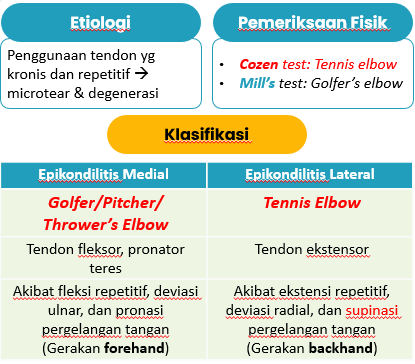 Etiologi
Penggunaan tendon yg
kronis dan repetitif →
microtear & degenerasi
Pemeriksaan Fisik
• Cozen test: Tennis elbow
• Mill's test: Golfer's elbow
Klasifikasi
Epikondilitis Medial
Epikondilitis Lateral
Golfer/Pitcher/
Thrower's Elbow
Tennis Elbow
Tendon fleksor, pronator
teres
Tendon ekstensor
Akibat fleksi repetitif, deviasi
ulnar, dan pronasi
pergelangan tangan
(Gerakan forehand)
Akibat ekstensi repetitif,
deviasi radial, dan supinasi
pergelangan tangan
(Gerakan backhand)